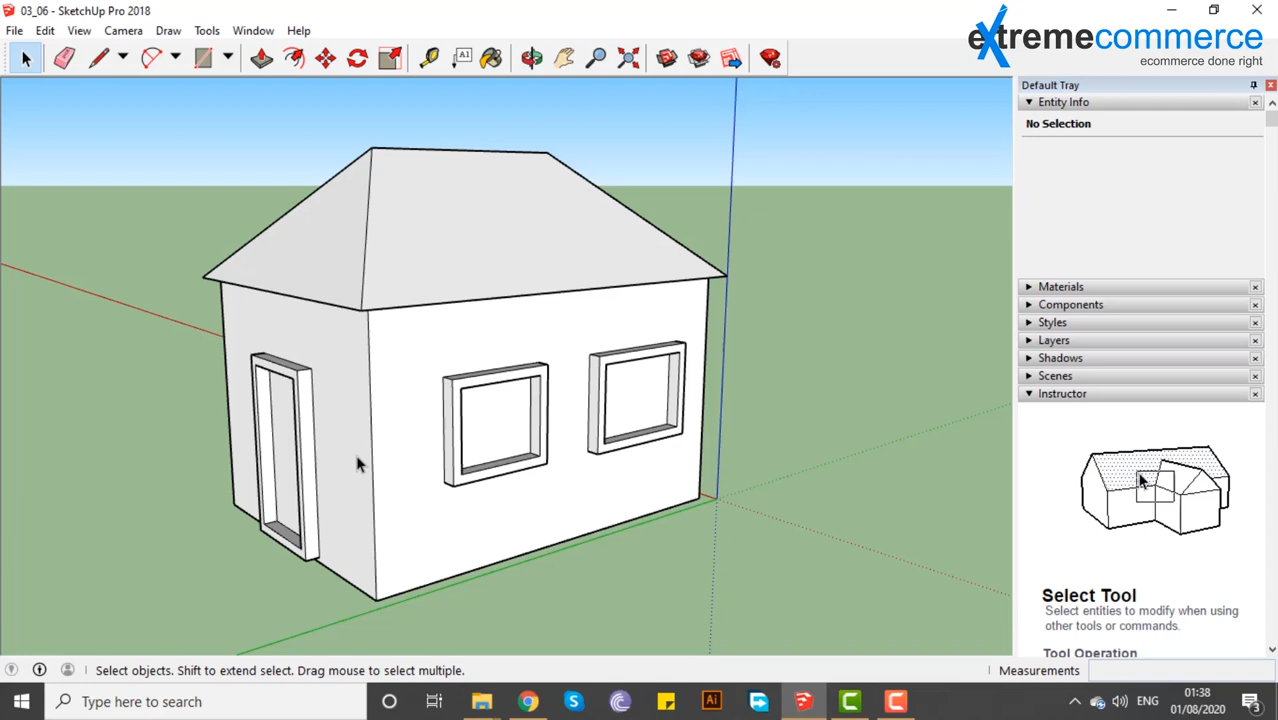 03_06 - SketchUp Pro 2018
File Edit View Camera Draw Tools Window Help
extremecommerce
ecommerce done right
A1
Default Tray
Entity Info
No Selection
Materials
Components
Styles
Layers
Shadows
Scenes
Instructor
Select Tool
Select entities to modify when using
other tools or commands.
Tool Operation
Select objects. Shift to extend select. Drag mouse to select multiple.
Measurements
Type here to search
S
Ai
C
C
ENG
01:38
01/08/2020
3